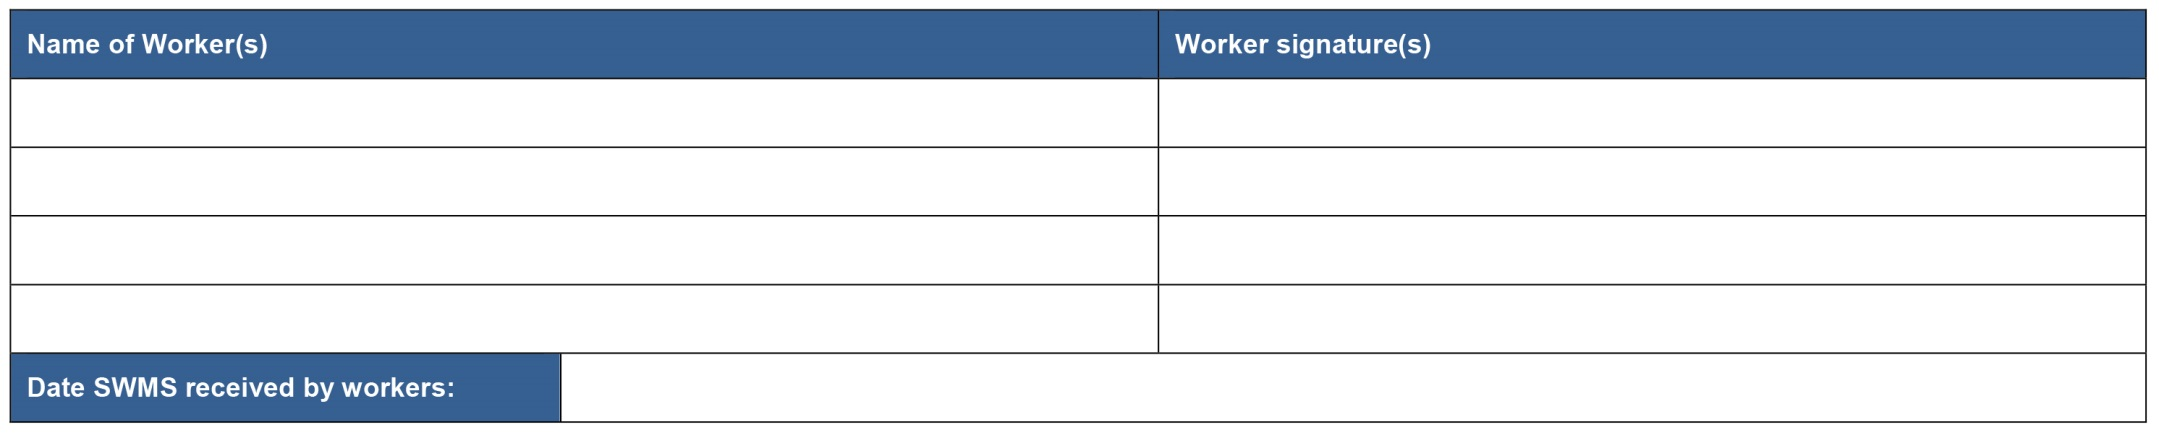 Name of Worker(s)
Worker signature(s)
Date SWMS received by workers: